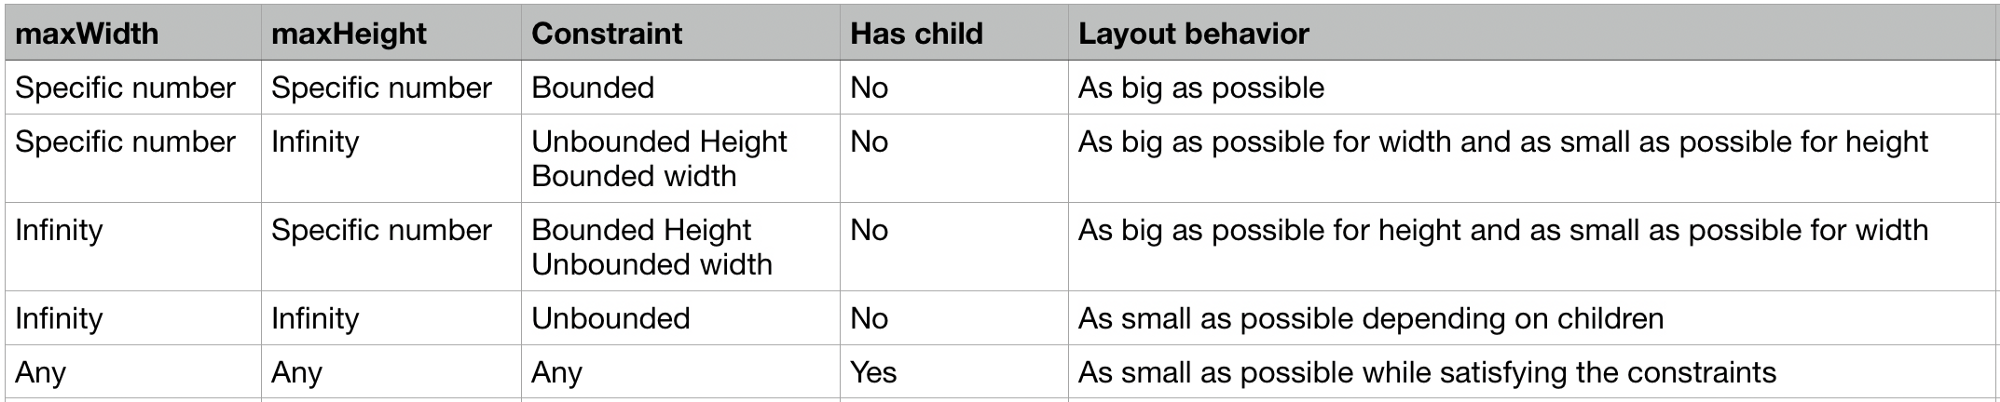 maxWidth maxHeight Constraint Has child Layout behavior
Specific number Specific number Bounded No As big as possible
Specific number Infinity Unbounded Height No As big as possible for width and as small as possible for height
Bounded width
Infinity Specific number Bounded Height No As big as possible for height and as small as possible for width
Unbounded width
Infinity Infinity Unbounded No As small as possible depending on children
Any Any Any Yes As small as possible while satisfying the constraints